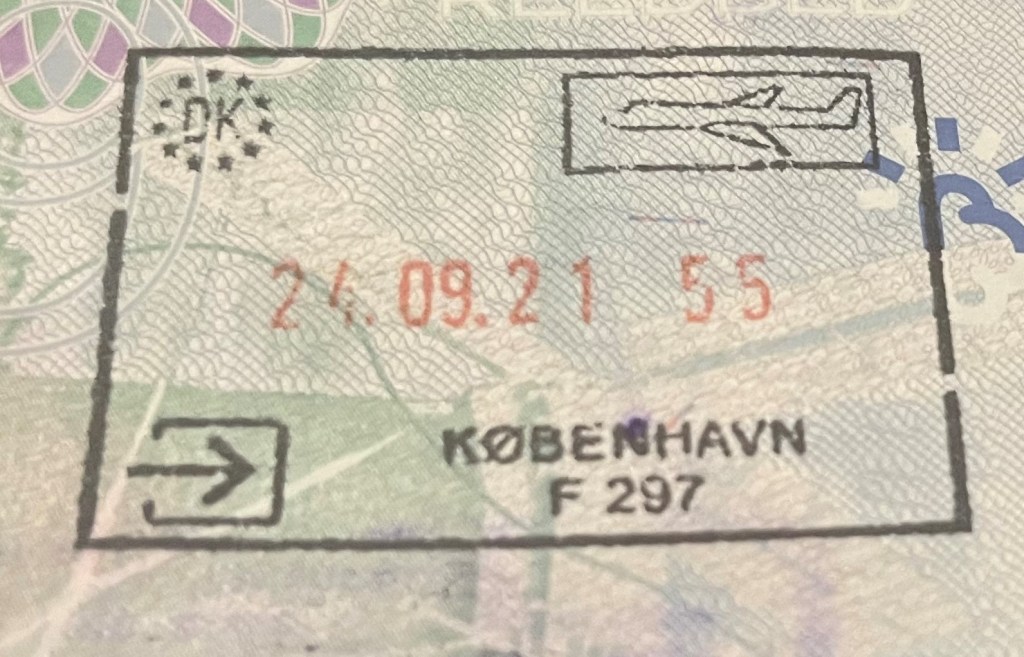 DK
24.09.21 55
KØBENHAVN
F 297